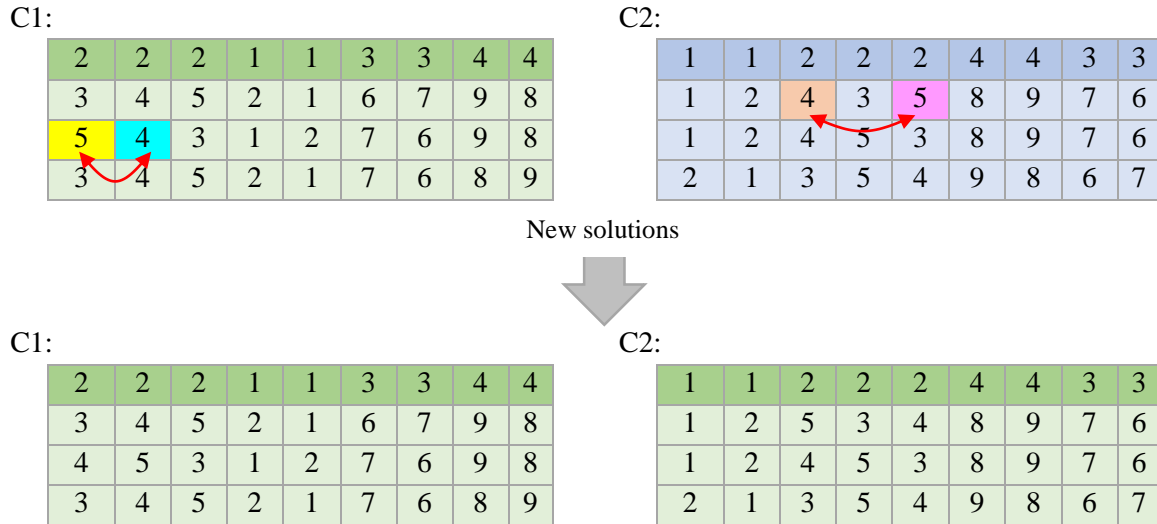 C1: C2:
2 2 2 1 1 3 3 4 4 1 1 2 2 2 4 4 3 3
3 4 5 2 1 6 7 9 8 1 2 4 3 5 8 9 7 6
5 4 3 1 2 7 6 9 8 1 2 4 5 3 8 9 7 6
3 4 5 2 1 7 6 8 9 2 1 3 5 4 9 8 6 7
New solutions
C1: C2:
2 2 2 1 1 3 3 4 4 1 1 2 2 2 4 4 3 3
3 4 5 2 1 6 7 9 8 1 2 5 3 4 8 9 7 6
4 5 3 1 2 7 6 9 8 1 2 4 5 3 8 9 7 6
3 4 5 2 1 7 6 8 9 2 1 3 5 4 9 8 6 7